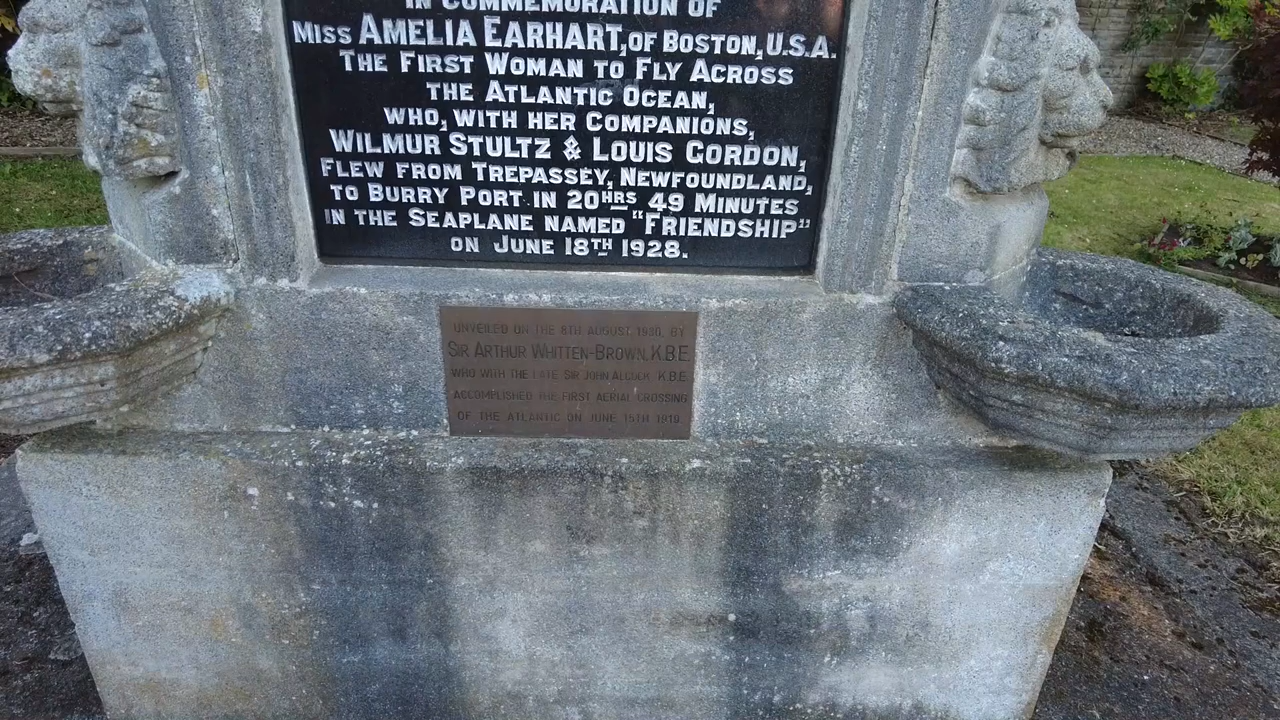 IN COMMEMORATION OF
MISS AMELIA EARHART, OF BOSTON, U.S.A.
THE FIRST WOMAN TO FLY ACROSS
THE ATLANTIC OCEAN,
WHO, WITH HER COMPANIONS,
WILMUR STULTZ & LOUIS GORDON,
FLEW FROM TREPASSEY, NEWFOUNDLAND,
TO BURRY PORT IN 20HRS 49 MINUTES
IN THE SEAPLANE NAMED "FRIENDSHIP"
ON JUNE 18TH 1928.
UNVEILED ON THE 8TH AUGUST 1930, BY
SIR ARTHUR WHITTEN-BROWN, K.B.E.
WHO WITH THE LATE SIR JOHN ALCOCK K.B.E.
ACCOMPLISHED THE FIRST AERIAL CROSSING
OF THE ATLANTIC ON JUNE 15TH 1919.